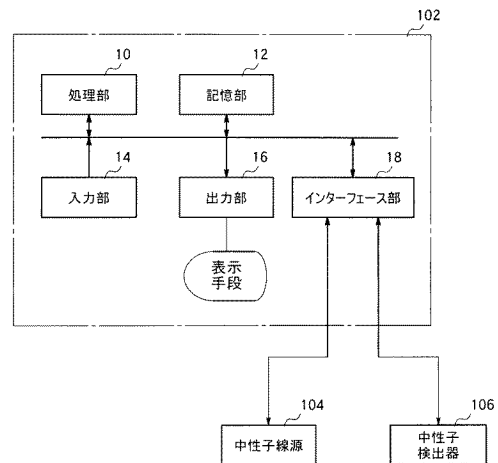 102
10
12
処理部
記憶部
14
16
18
入力部
出力部
インターフェース部
表示
手段
104
106
中性子線源
中性子
検出器